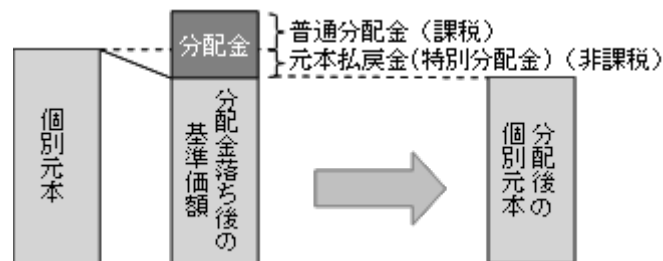 分配金
普通分配金（課税）
元本払戻金(特別分配金)（非課税）
個別元本
分配金落ち後の
基準価額
分配後の
個別元本